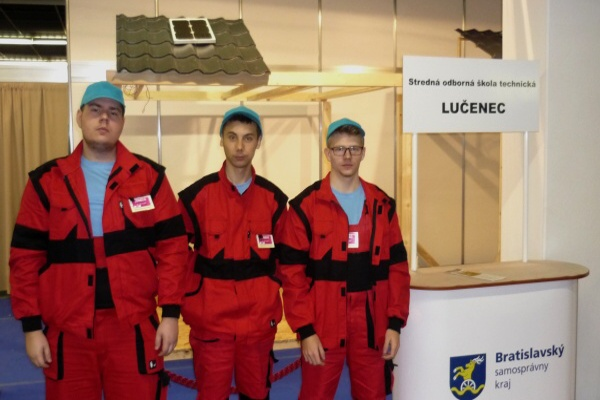 Stredná odborná škola technická
LUČENEC
Bratislavský
samosprávny
kraj